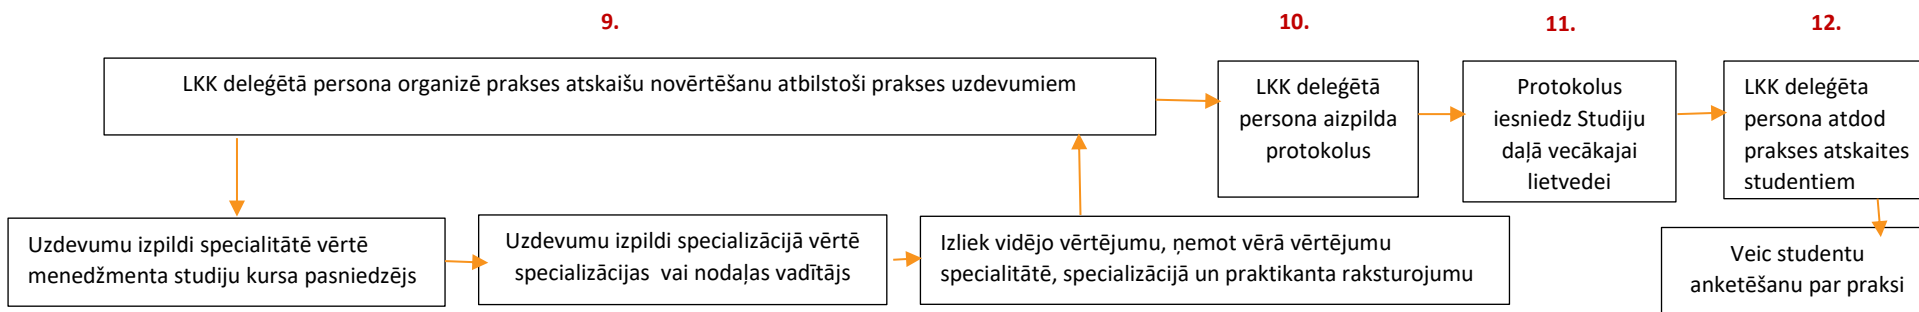 9.
10.
11.
12.
LKK deleģētā persona organizē prakses atskaišu novērtēšanu atbilstoši prakses uzdevumiem
LKK deleģētā
persona aizpilda
protokolus
Protokolus
iesniedz Studiju
daļā vecākajai
lietvedei
LKK deleģēta
persona atdod
prakses atskaites
studentiem
Uzdevumu izpildi specialitātē vērtē
menedžmenta studiju kursa pasniedzējs
Uzdevumu izpildi specializācijā vērtē
specializācijas vai nodaļas vadītājs
Izliek vidējo vērtējumu, ņemot vērā vērtējumu
specialitātē, specializācijā un praktikanta raksturojumu
Veic studentu
anketēšanu par praksi